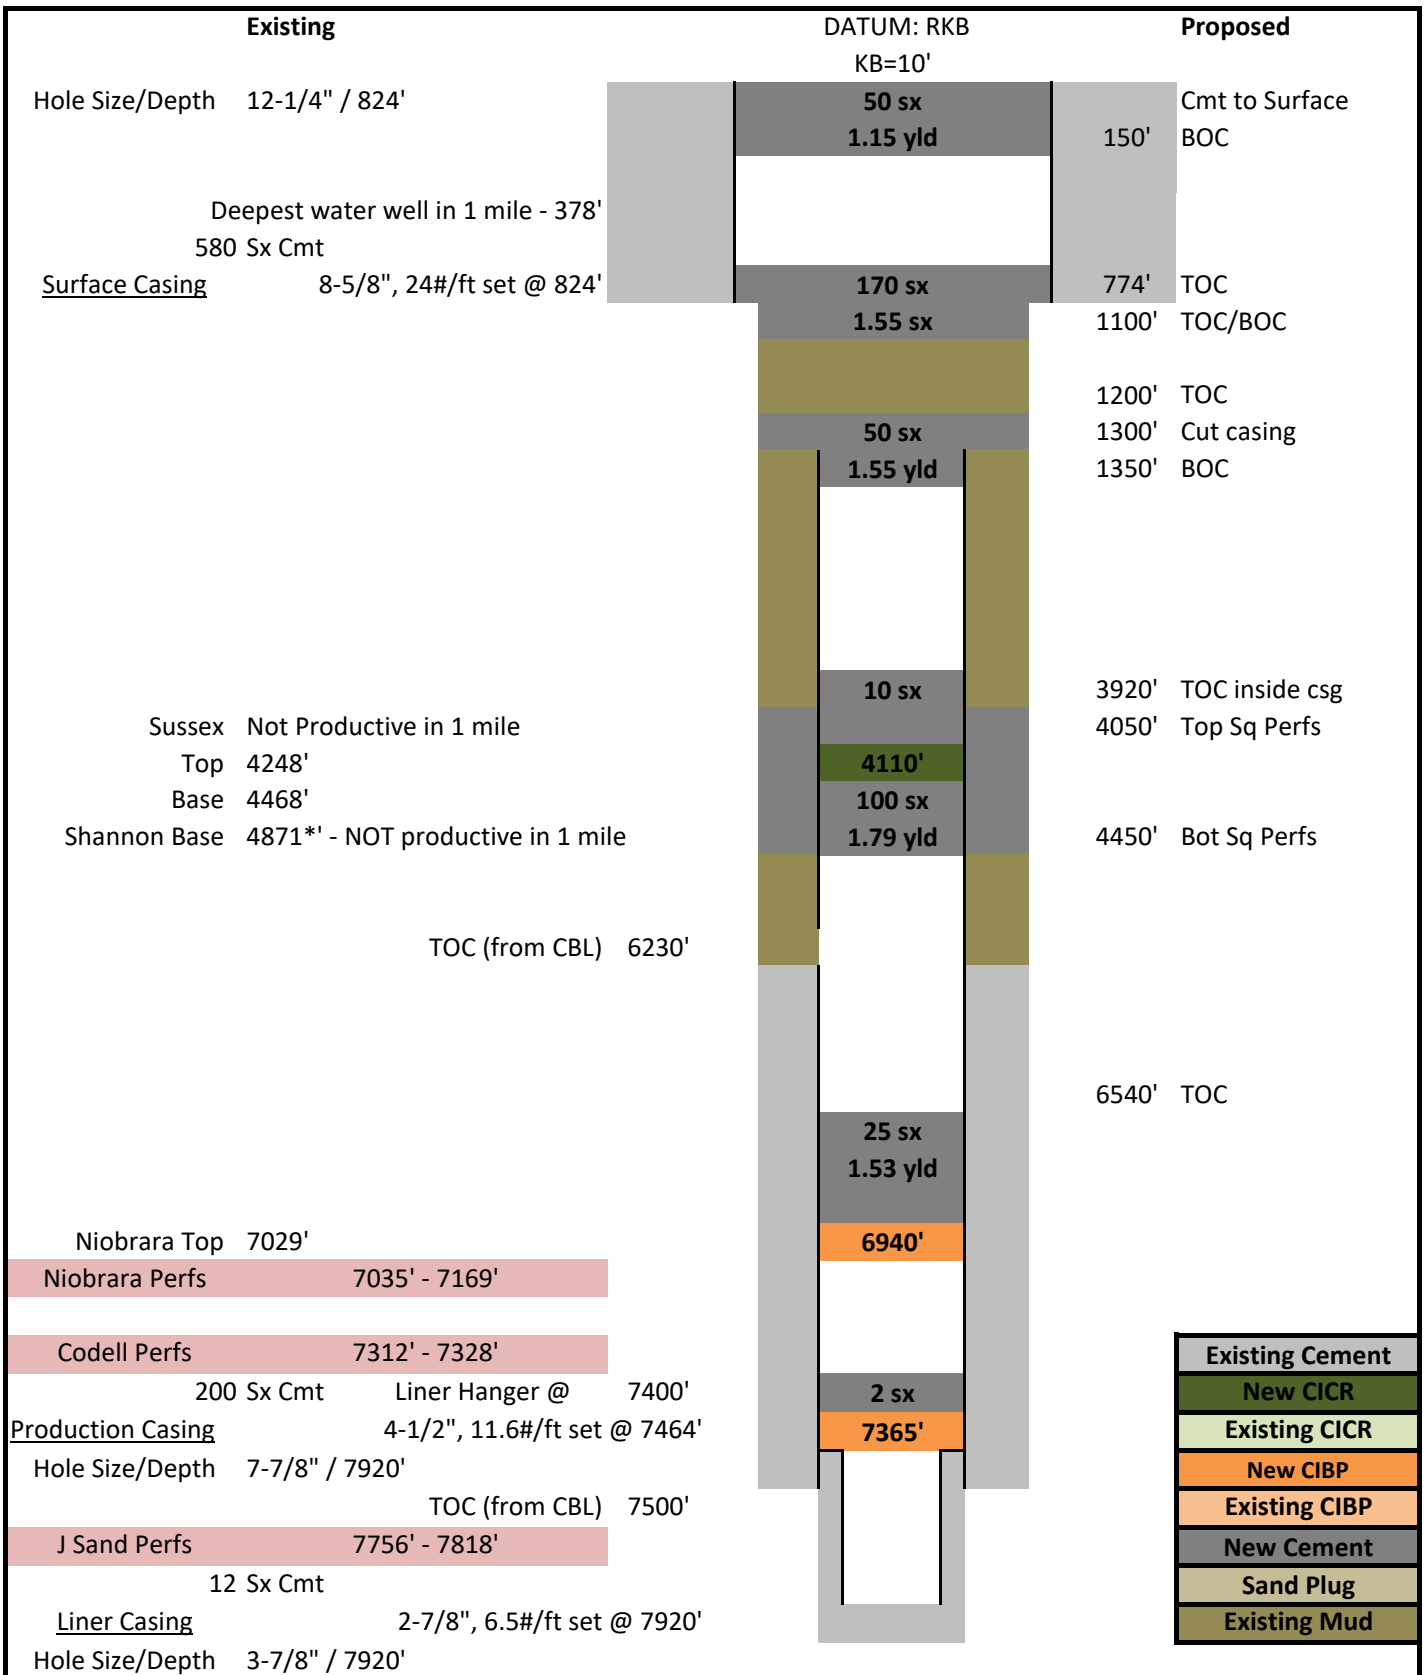 Existing DATUM: RKB Proposed
KB=10'
Hole Size/Depth 12-1/4" / 824' 50 sx Cmt to Surface
1.15 yld 150' BOC
Deepest water well in 1 mile - 378'
580 Sx Cmt
Surface Casing 8-5/8", 24#/ft set @ 824' 170 sx 774' TOC
1.55 sx 1100' TOC/BOC
1200' TOC
50 sx 1300' Cut casing
1.55 yld 1350' BOC
10 sx 3920' TOC inside csg
Sussex Not Productive in 1 mile 4050' Top Sq Perfs
Top 4248' 4110'
Base 4468' 100 sx
Shannon Base 4871*' - NOT productive in 1 mile 1.79 yld 4450' Bot Sq Perfs
TOC (from CBL) 6230'
6540' TOC
25 sx
1.53 yld
Niobrara Top 7029' 6940'
Niobrara Perfs 7035' - 7169'
Codell Perfs 7312' - 7328' Existing Cement
200 Sx Cmt Liner Hanger @ 7400' 2 sx New CICR
Production Casing 4-1/2", 11.6#/ft set @ 7464' 7365' Existing CICR
Hole Size/Depth 7-7/8" / 7920' New CIBP
TOC (from CBL) 7500' Existing CIBP
J Sand Perfs 7756' - 7818' New Cement
12 Sx Cmt Sand Plug
Liner Casing 2-7/8", 6.5#/ft set @ 7920' Existing Mud
Hole Size/Depth 3-7/8" / 7920'